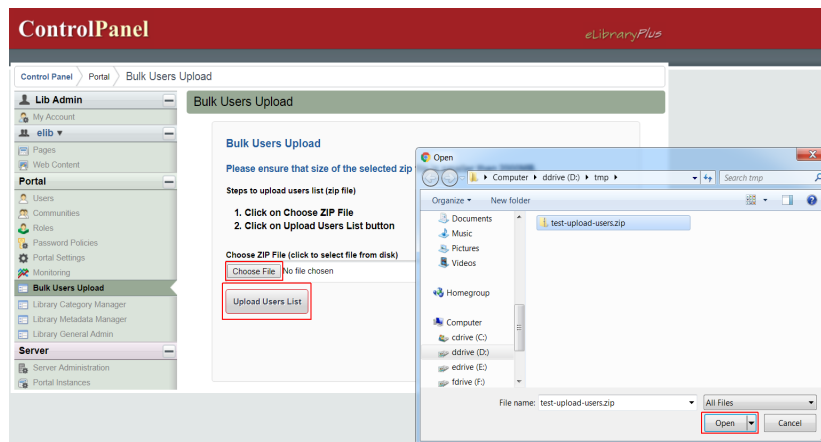 ControlPanel
eLibraryPlus
Control Panel Portal Bulk Users Upload
Lib Admin
My Account
elib ▾
Pages
Web Content
Portal
Users
Communities
Roles
Password Policies
Portal Settings
Monitoring
Bulk Users Upload
Library Category Manager
Library Metadata Manager
Library General Admin
Server
Server Administration
Portal Instances
Bulk Users Upload
Bulk Users Upload
Please ensure that size of the selected zip
Steps to upload users list (zip file)
1. Click on Choose ZIP File
2. Click on Upload Users List button
Choose ZIP File (click to select file from disk)
Choose File No file chosen
Upload Users List
Open
Computer ▸ ddrive (D:) ▸ tmp ▸
Search tmp
Organize ▾ New folder
Documents
Music
Pictures
Videos
Homegroup
Computer
cdrive (C:)
ddrive (D:)
edrive (E:)
fdrive (F:)
test-upload-users.zip
File name: test-upload-users.zip
All Files
Open
Cancel